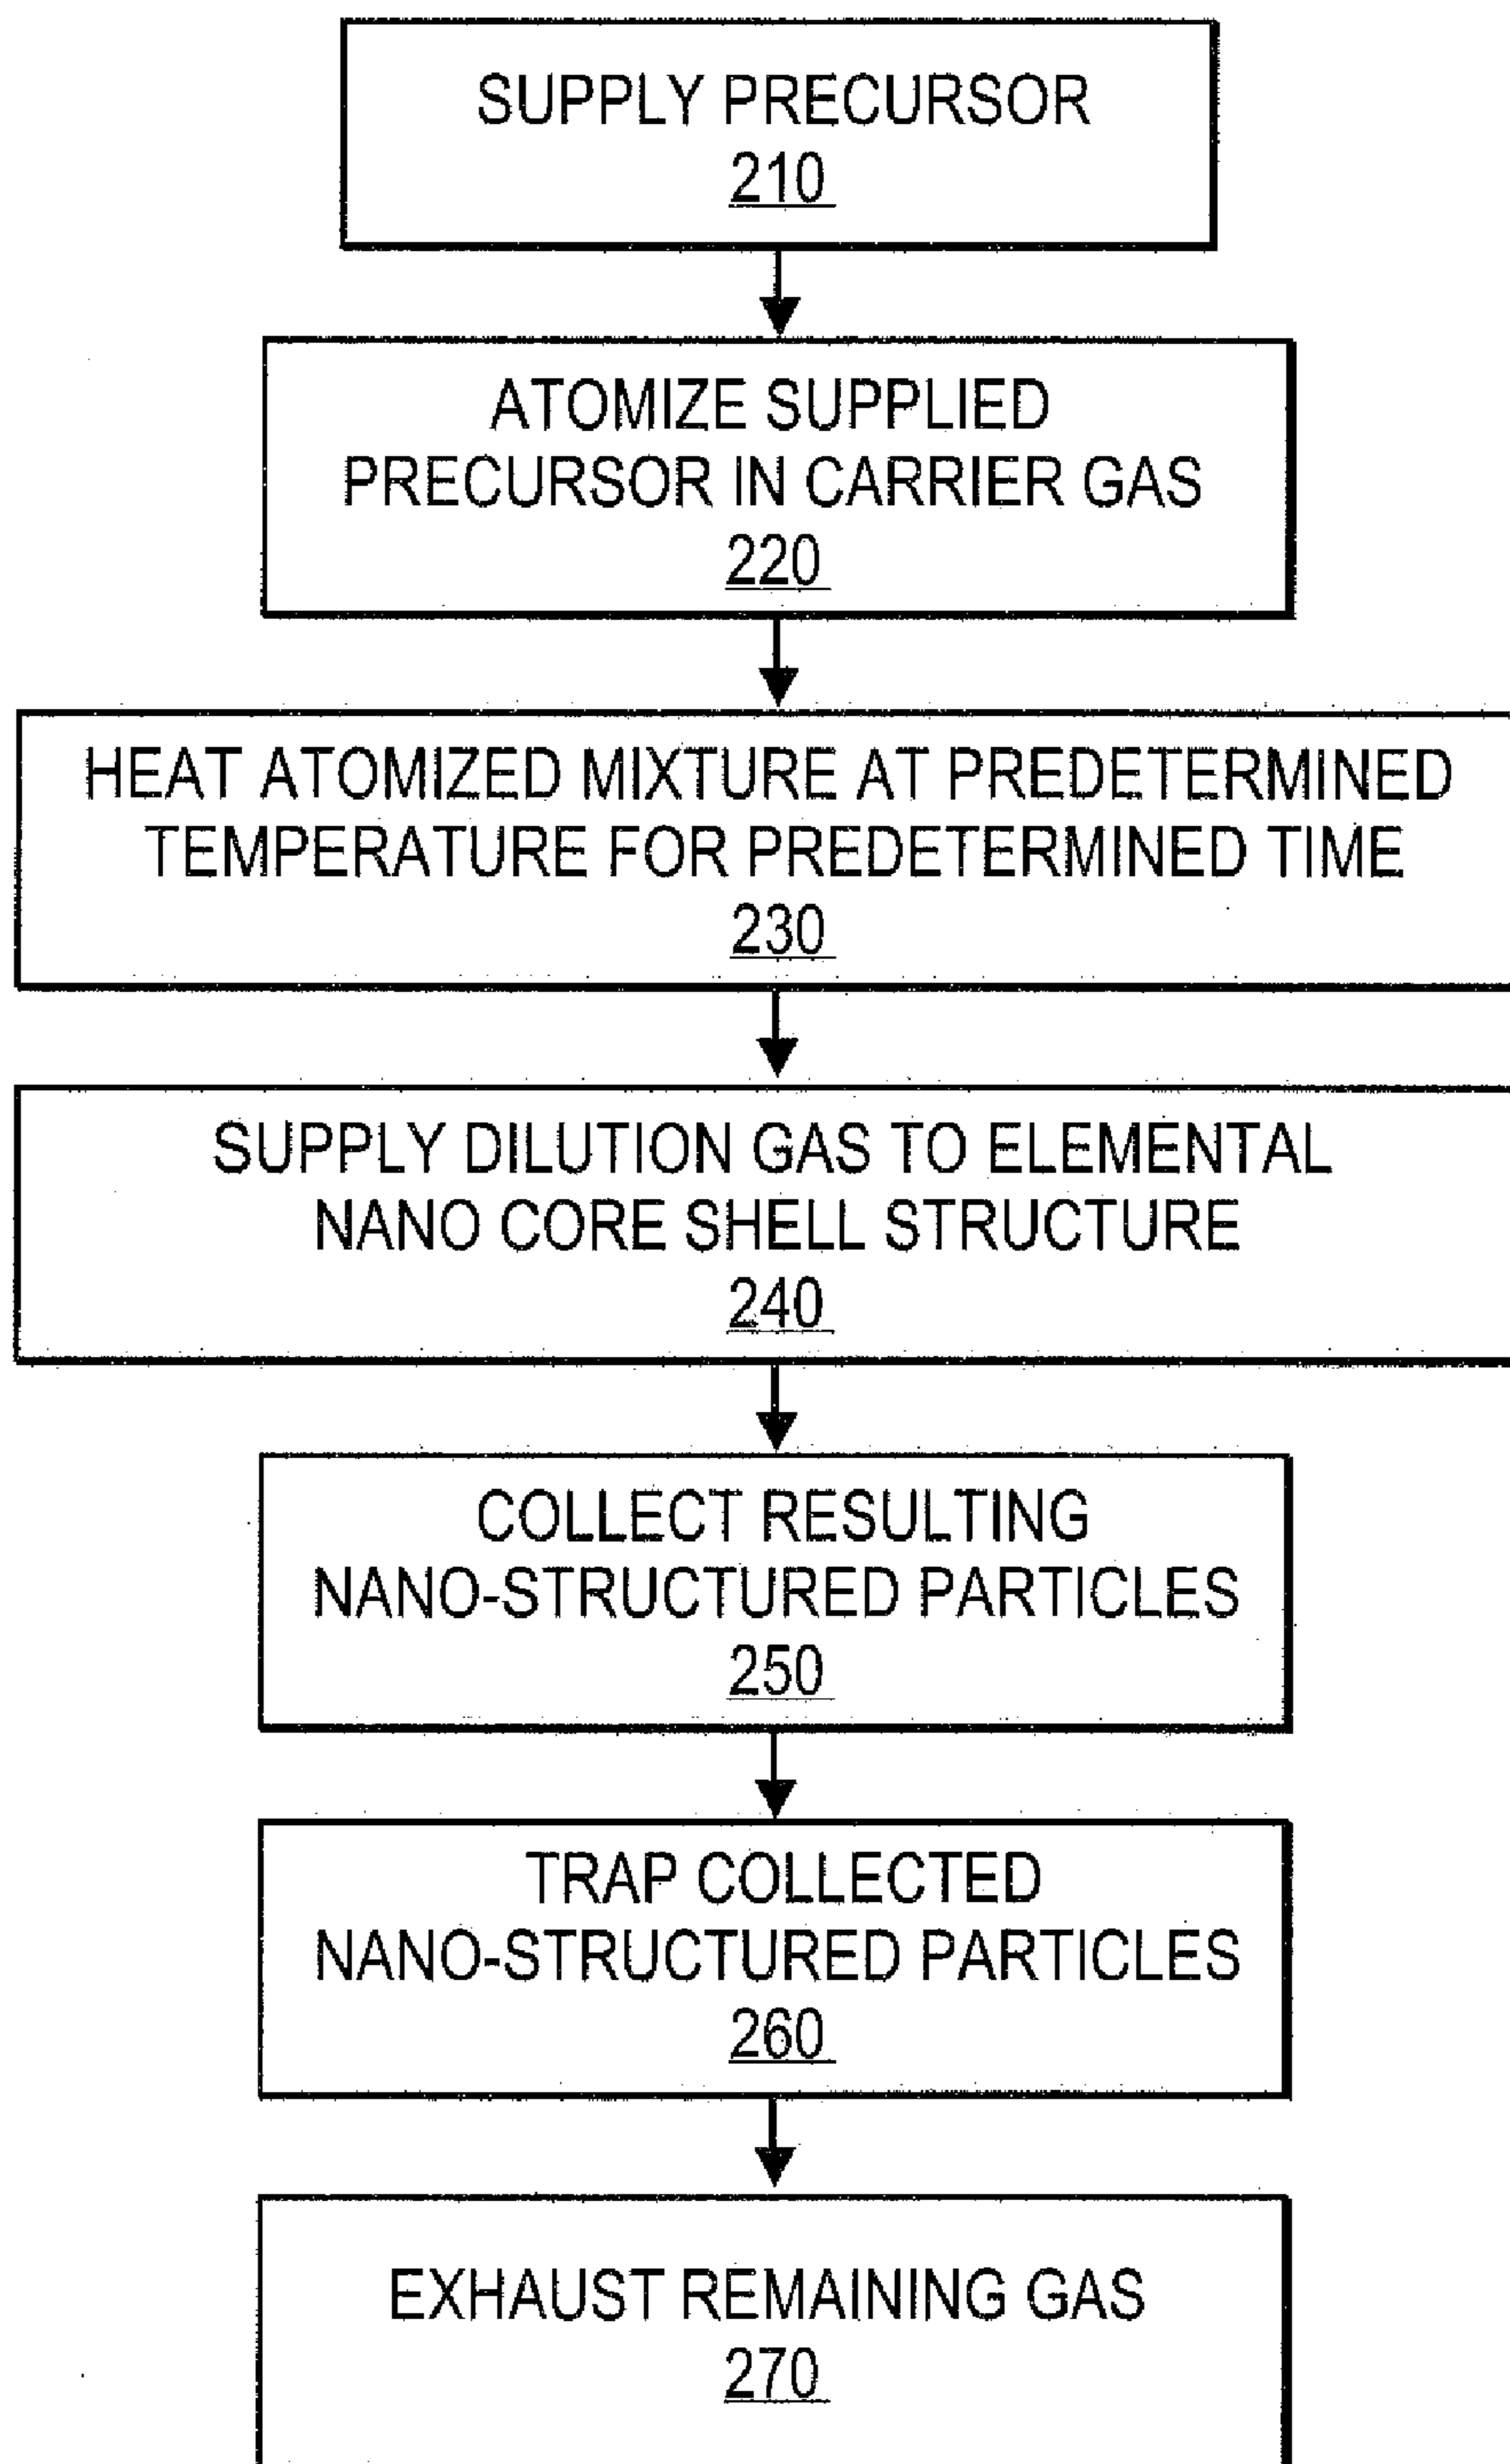 SUPPLY PRECURSOR
210
ATOMIZE SUPPLIED
PRECURSOR IN CARRIER GAS
220
HEAT ATOMIZED MIXTURE AT PREDETERMINED
TEMPERATURE FOR PREDETERMINED TIME
230
SUPPLY DILUTION GAS TO ELEMENTAL
NANO CORE SHELL STRUCTURE
240
COLLECT RESULTING
NANO-STRUCTURED PARTICLES
250
TRAP COLLECTED
NANO-STRUCTURED PARTICLES
260
EXHAUST REMAINING GAS
270